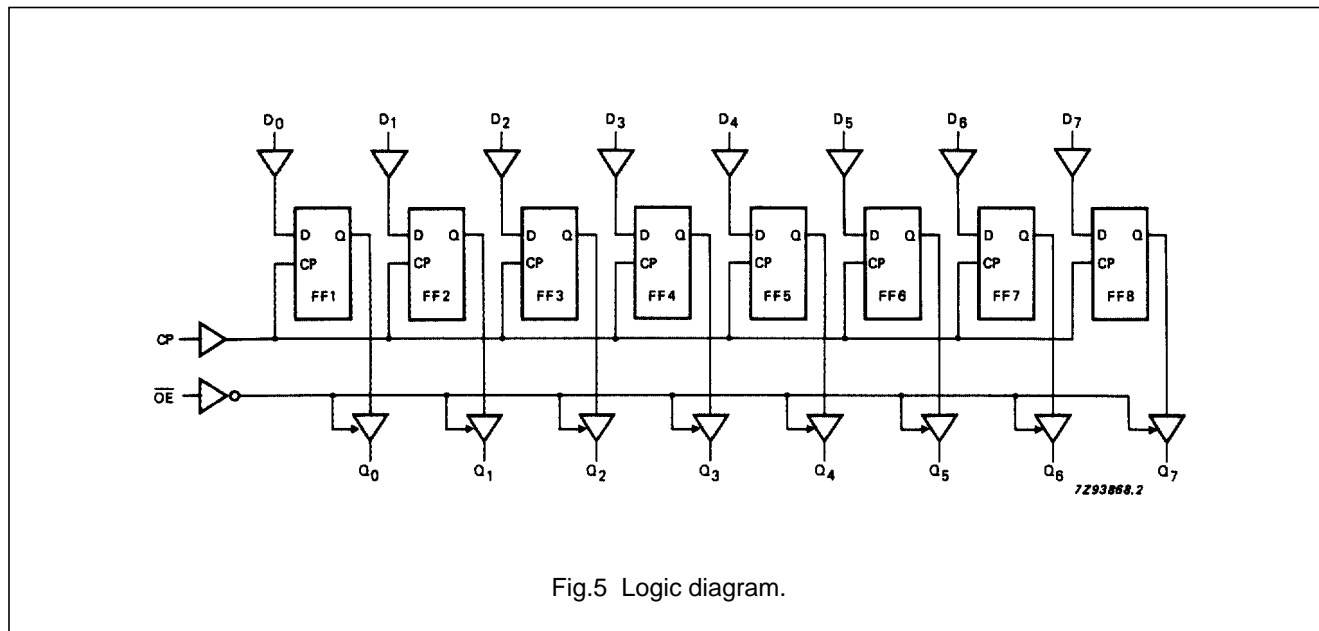 D0 D1 D2 D3 D4 D5 D6 D7
D Q D Q D Q D Q D Q D Q D Q D Q
CP CP CP CP CP CP CP CP
FF1 FF2 FF3 FF4 FF5 FF6 FF7 FF8
CP
OE
Q0 Q1 Q2 Q3 Q4 Q5 Q6 Q7
7Z93868.2
Fig.5 Logic diagram.